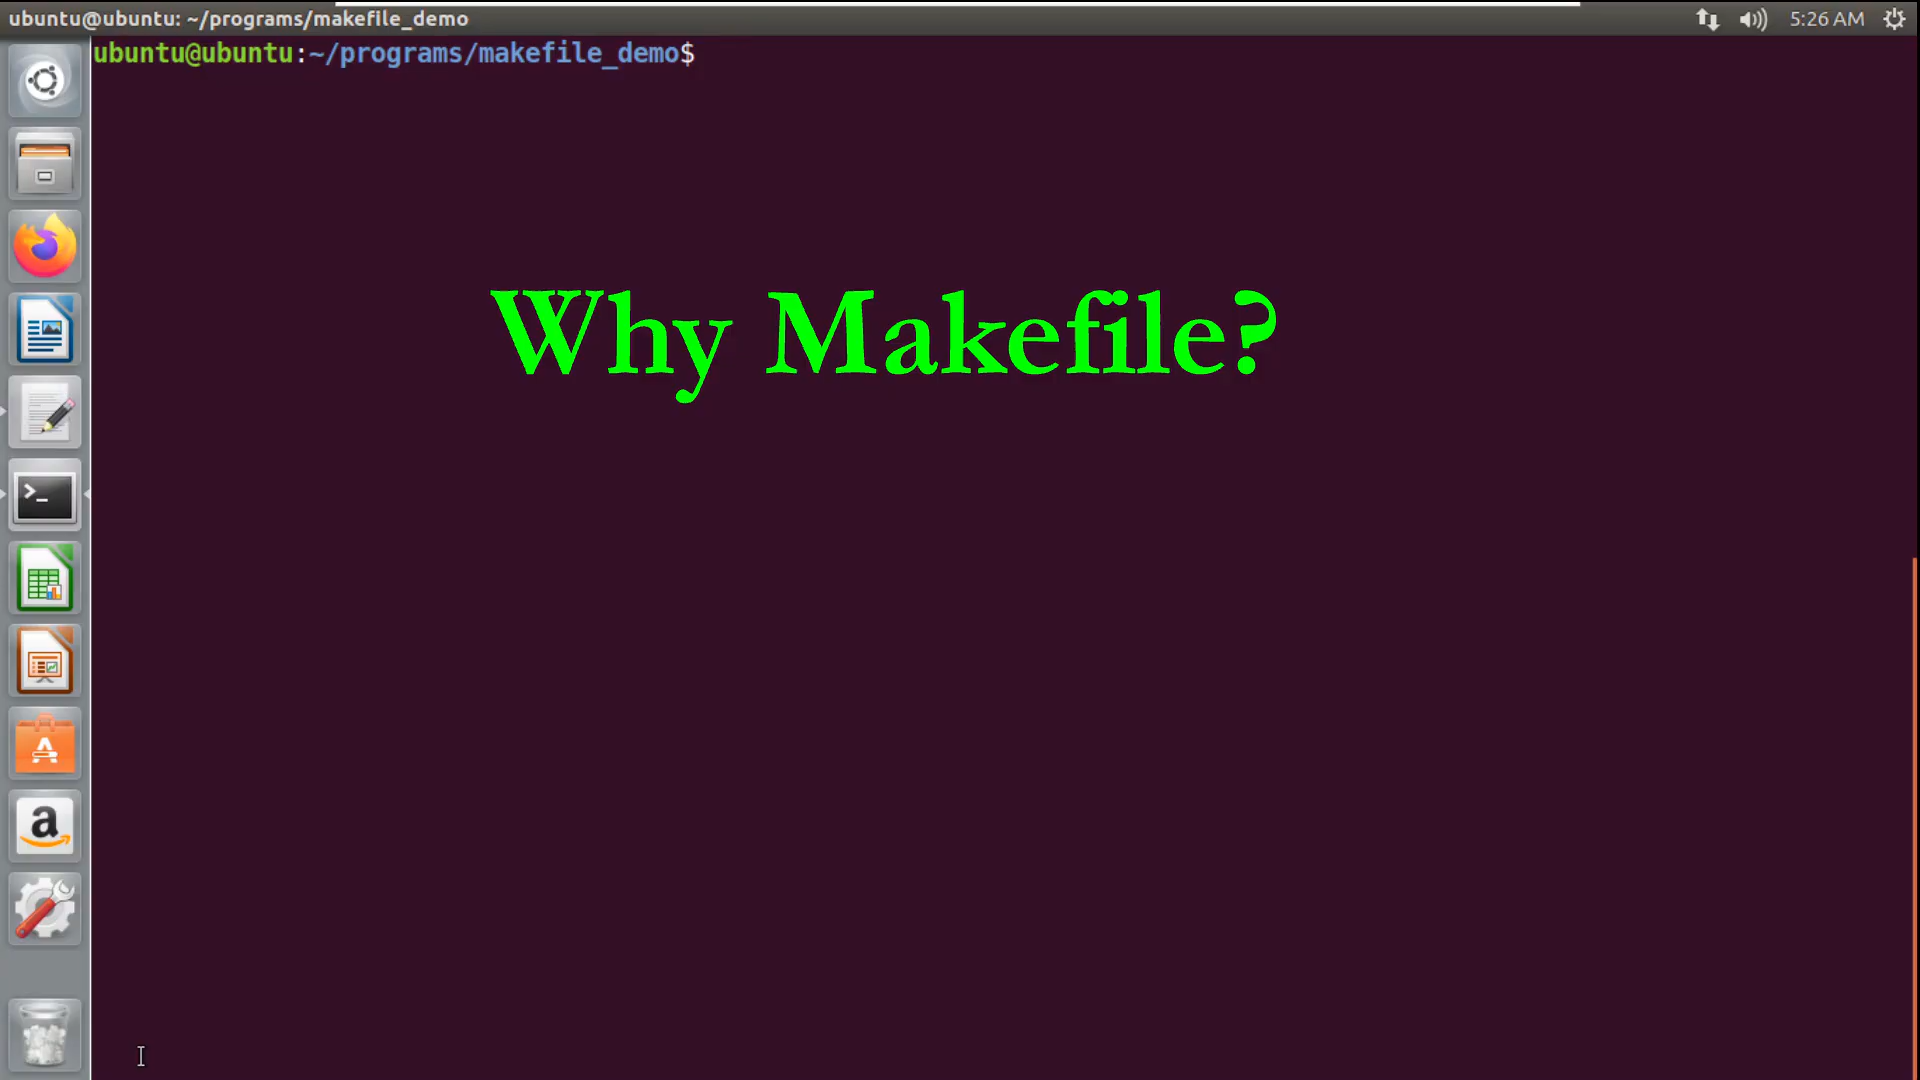 ubuntu@ubuntu: ~/programs/makefile_demo
5:26 AM
ubuntu@ubuntu:~/programs/makefile_demo$
Why Makefile?